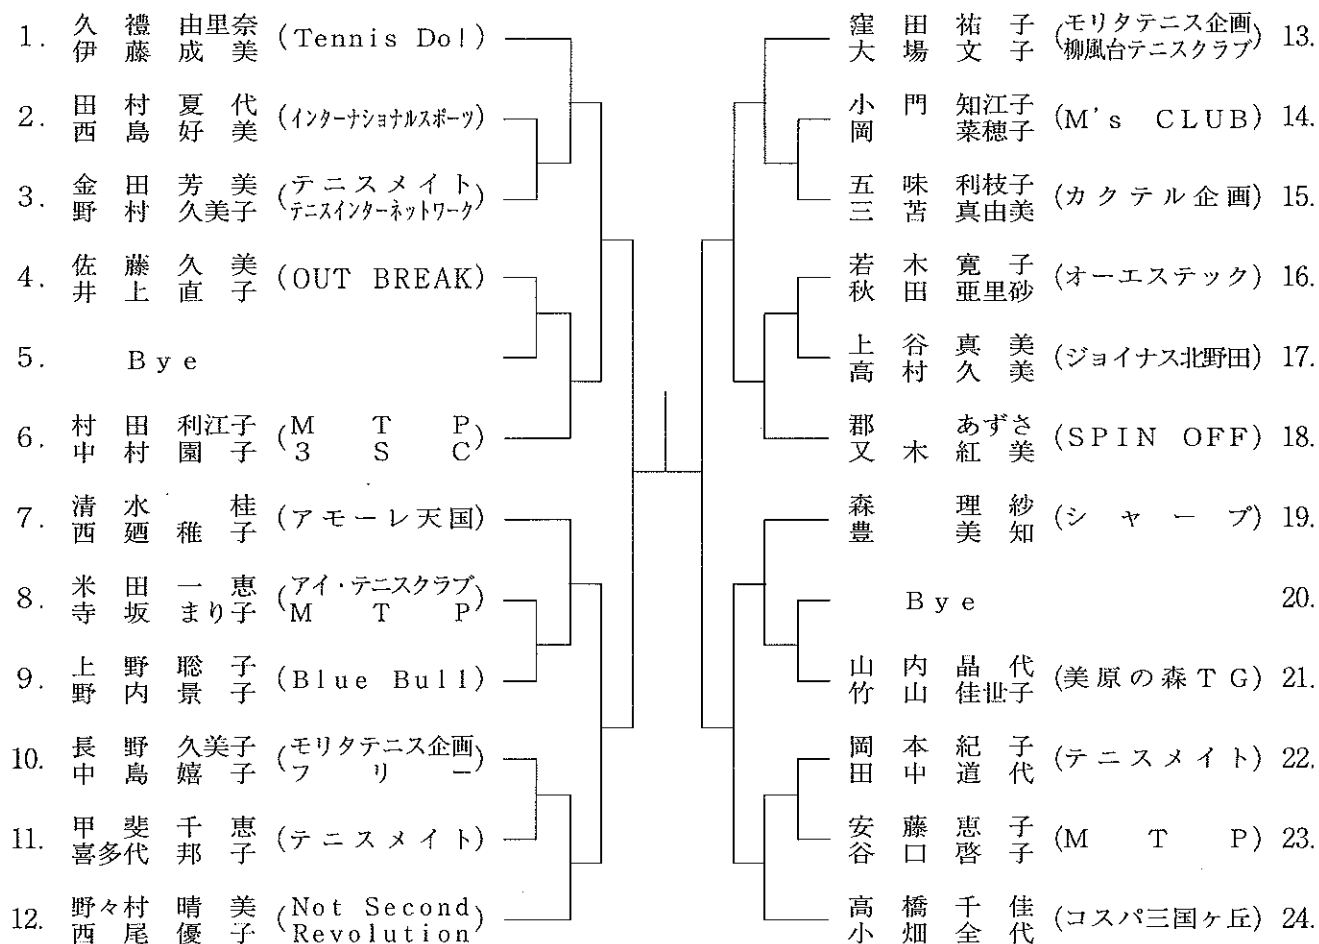 1. 久禮 由里奈 (Tennis Do!)
伊藤 成美
2. 田村 夏代 (インターナショナルスポーツ)
西島 好美
3. 金田 芳美 (テニスメイト
野村 久美子 テニスインターネットワーク)
4. 佐藤 久美 (OUT BREAK)
井上 直子
5. Bye
6. 村田 利江子 (M T P
中村 園子 3 S C)
7. 清水 桂 (アモーレ天国)
西廼 稚子
8. 米田 一恵 (アイ・テニスクラブ
寺坂 まり子 M T P)
9. 上野 聡子 (Blue Bull)
野内 景子
10. 長野 久美子 (モリタテニス企画
中島 嬉子 フリー)
11. 甲斐 千恵 (テニスメイト)
喜多代 邦子
12. 野々村 晴美 (Not Second
西尾 優子 Revolution)
窪田 祐子 (モリタテニス企画 13.
大場 文子 柳風台テニスクラブ)
小門 知江子 (M's CLUB) 14.
岡 菜穂子
五味 利枝子 (カクテル企画) 15.
三苫 真由美
若木 寛子 (オーエステック) 16.
秋田 亜里砂
上谷 真美 (ジョイナス北野田) 17.
高村 久美
郡 あずさ (SPIN OFF) 18.
又木 紅美
森 理紗 (シャープ) 19.
豊 美知
Bye 20.
山内 晶代 (美原の森TG) 21.
竹山 佳世子
岡本 紀子 (テニスメイト) 22.
田中 道代
安藤 恵子 (M T P) 23.
谷口 啓子
高橋 千佳 (コスパ三国ヶ丘) 24.
小畑 全代